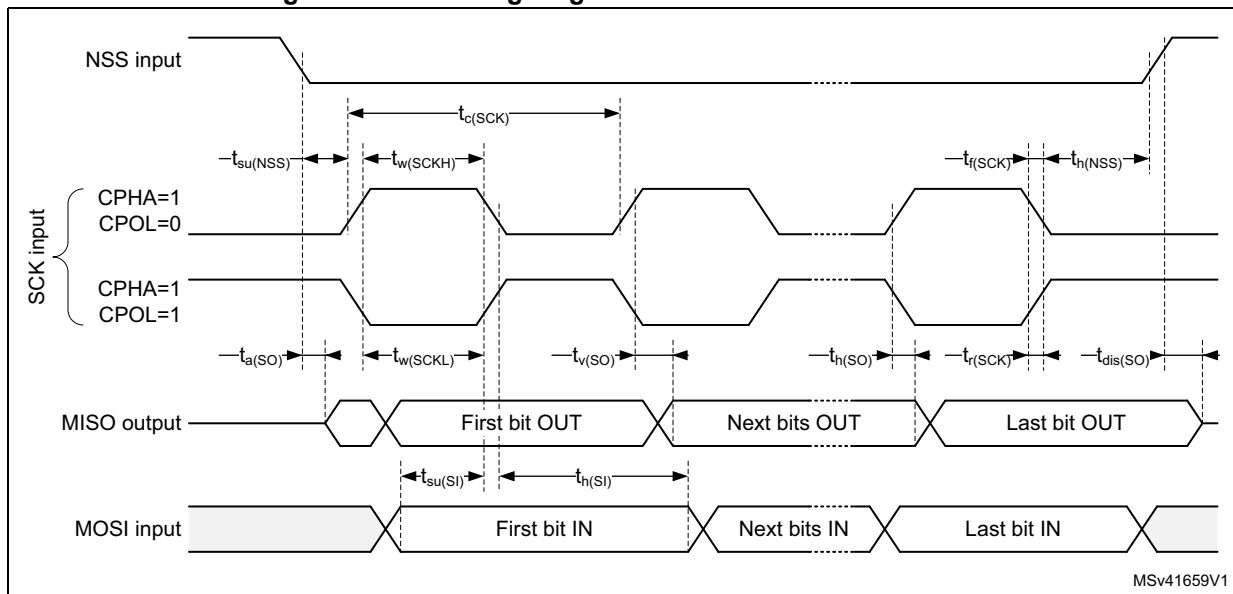 NSS input
tc(SCK)
tsu(NSS)
tw(SCKH)
tf(SCK)
th(NSS)
SCK input
CPHA=1
CPOL=0
CPHA=1
CPOL=1
ta(SO)
tw(SCKL)
tv(SO)
th(SO)
tr(SCK)
tdis(SO)
MISO output
First bit OUT
Next bits OUT
Last bit OUT
tsu(SI)
th(SI)
MOSI input
First bit IN
Next bits IN
Last bit IN
MSv41659V1